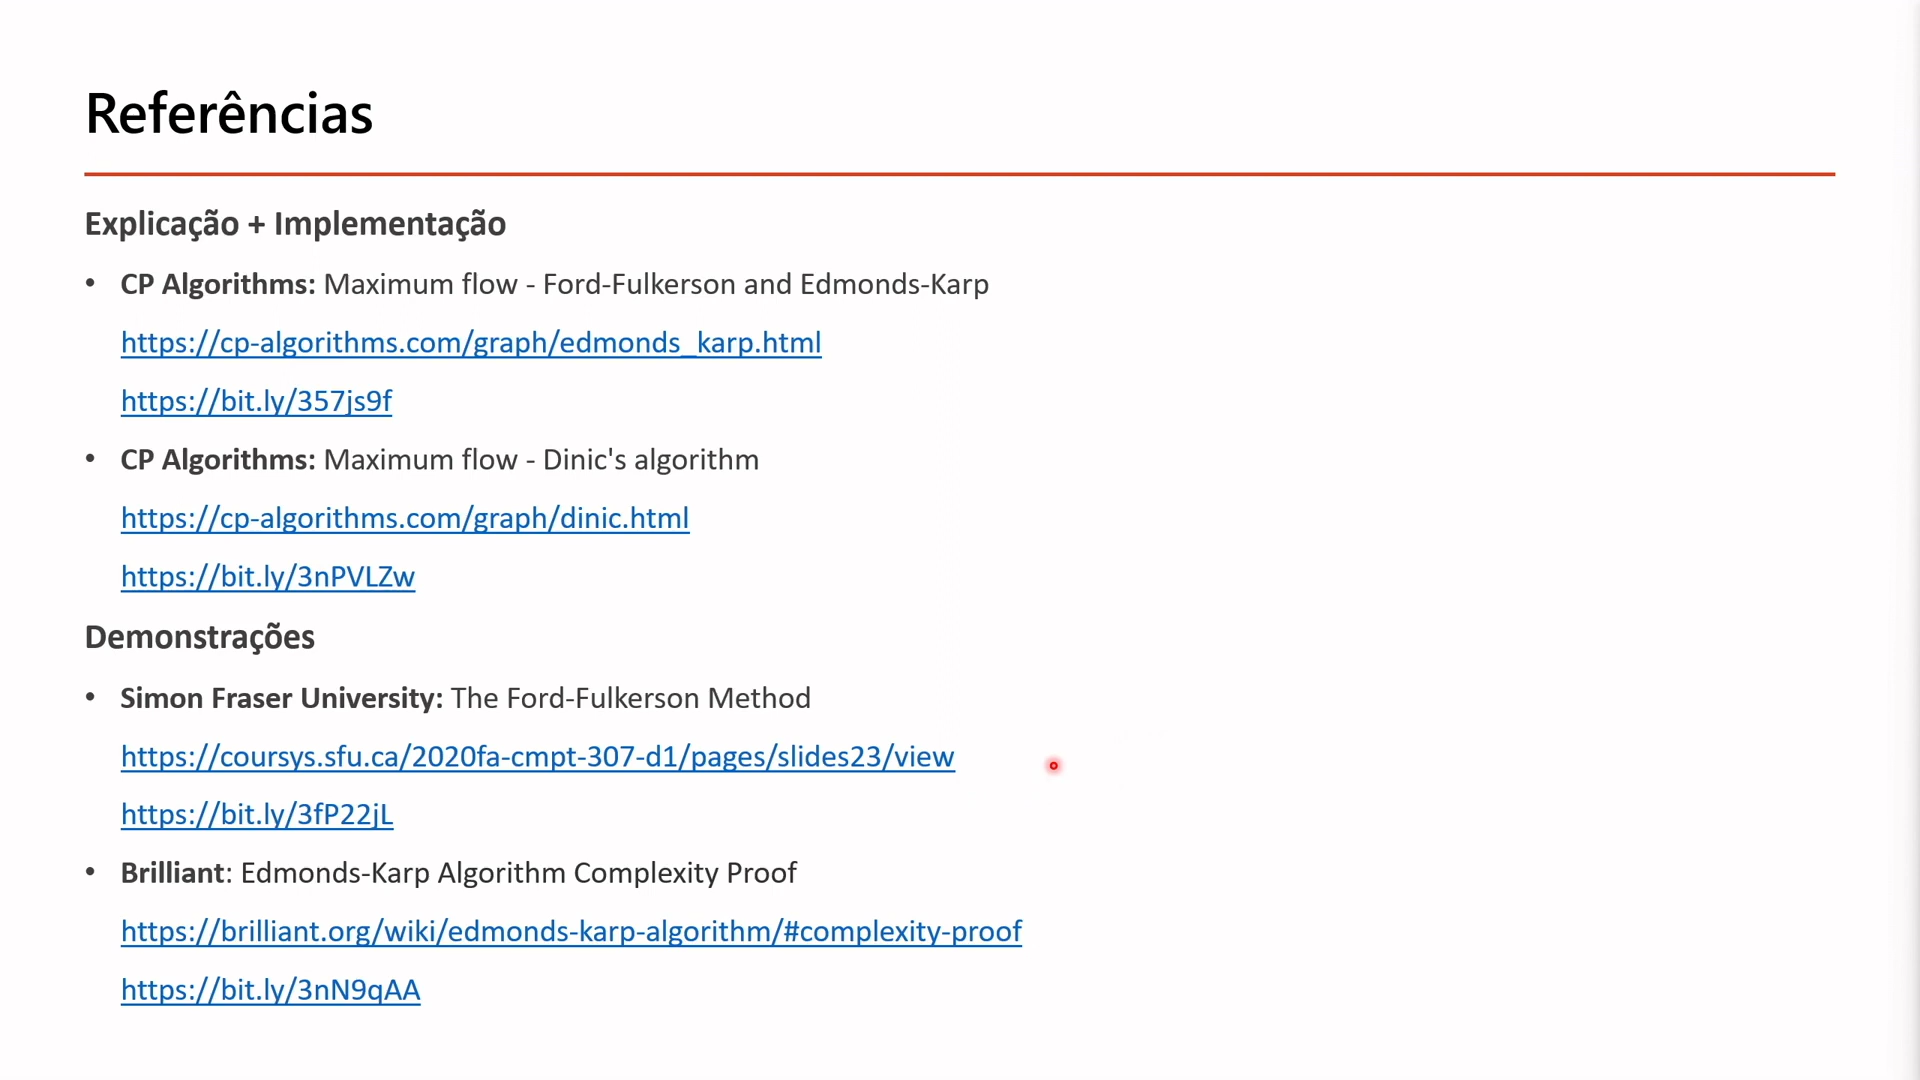 Referências
Explicação + Implementação
• CP Algorithms: Maximum flow - Ford-Fulkerson and Edmonds-Karp
https://cp-algorithms.com/graph/edmonds_karp.html
https://bit.ly/357js9f
• CP Algorithms: Maximum flow - Dinic's algorithm
https://cp-algorithms.com/graph/dinic.html
https://bit.ly/3nPVLZw
Demonstrações
• Simon Fraser University: The Ford-Fulkerson Method
https://coursys.sfu.ca/2020fa-cmpt-307-d1/pages/slides23/view
https://bit.ly/3fP22jL
• Brilliant: Edmonds-Karp Algorithm Complexity Proof
https://brilliant.org/wiki/edmonds-karp-algorithm/#complexity-proof
https://bit.ly/3nN9qAA